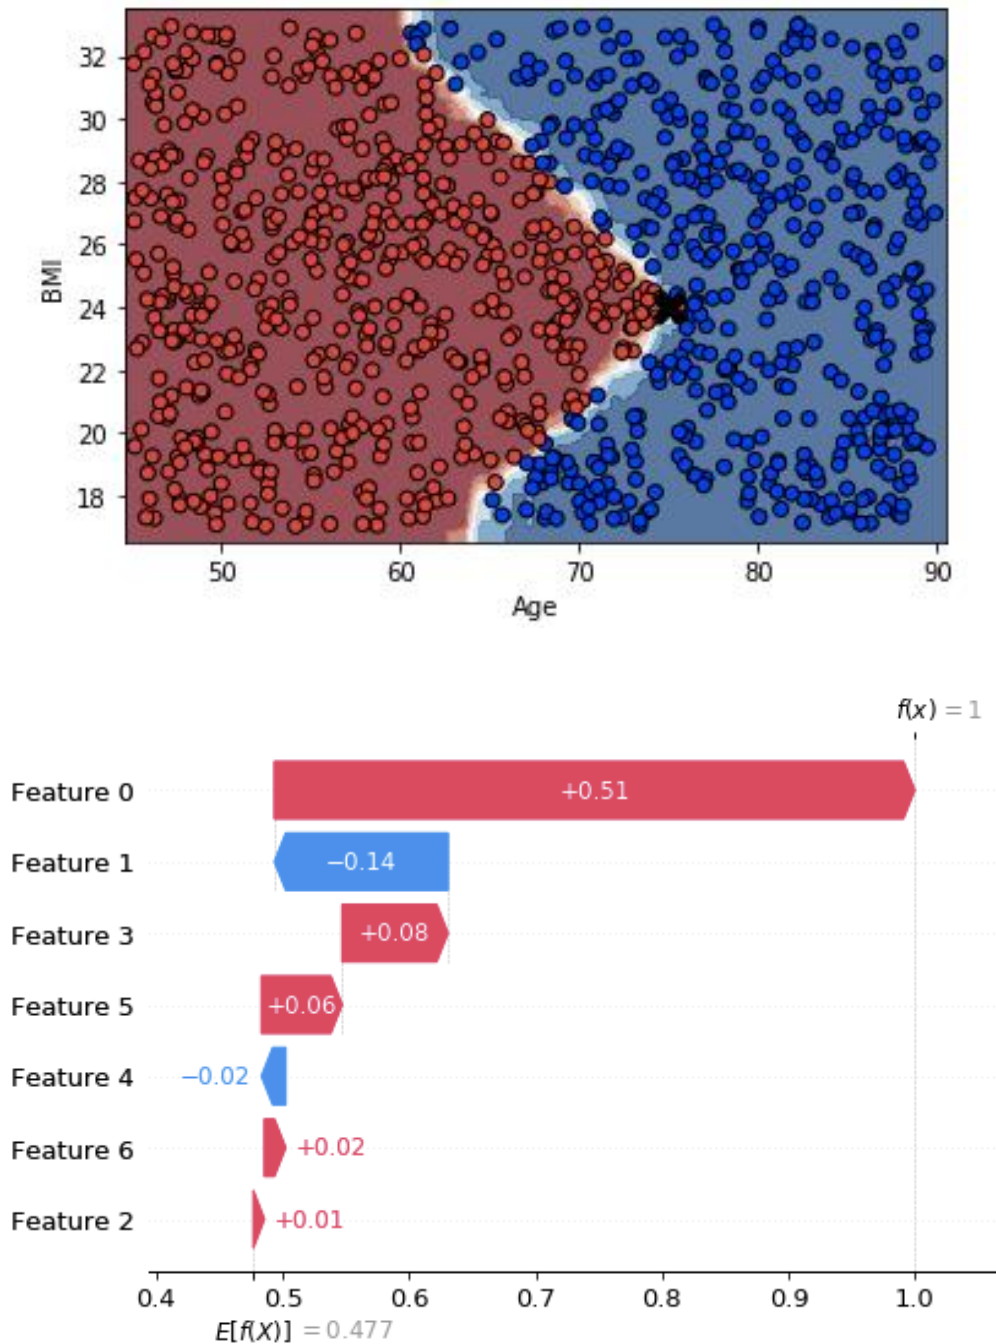 32
30
28
26
24
22
20
18
BMI
50 60 70 80 90
Age
f(x) = 1
Feature 0 +0.51
Feature 1 −0.14
Feature 3 +0.08
Feature 5 +0.06
Feature 4 −0.02
Feature 6 +0.02
Feature 2 +0.01
0.4 0.5 0.6 0.7 0.8 0.9 1.0
E[f(X)] = 0.477